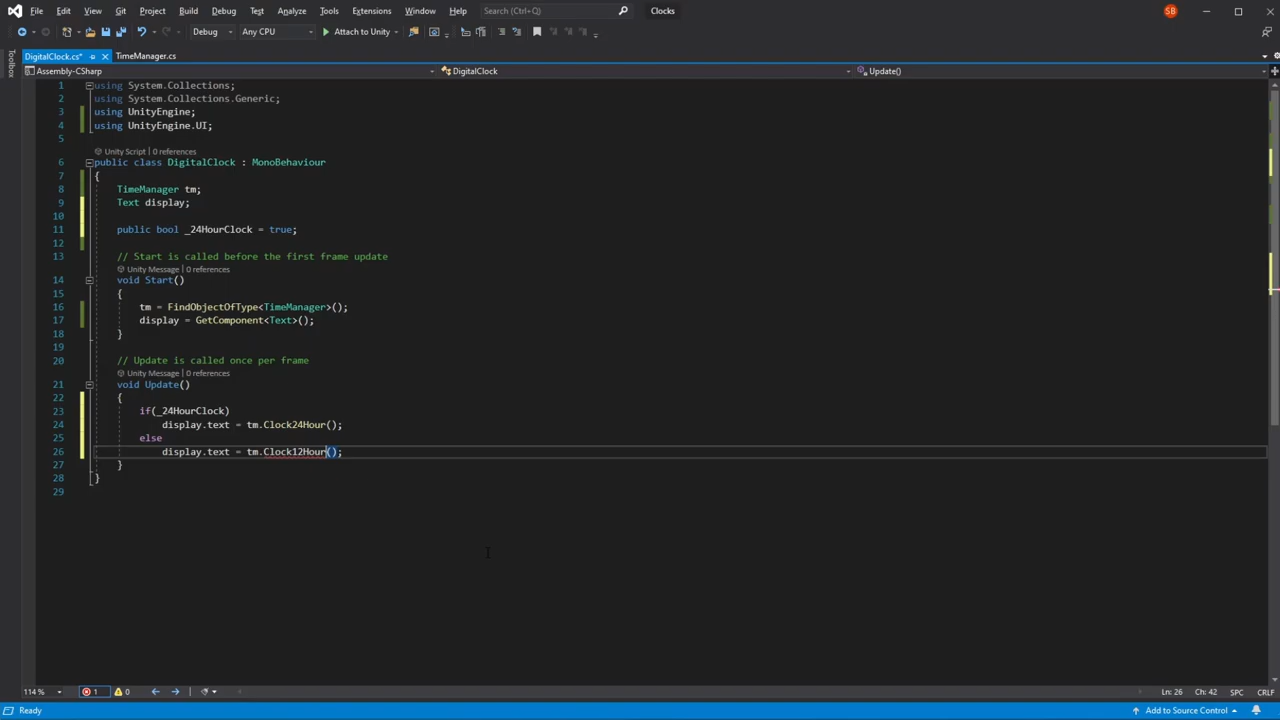 File Edit View Git Project Build Debug Test Analyze Tools Extensions Window Help Search (Ctrl+Q) Clocks SB
Debug Any CPU Attach to Unity
DigitalClock.cs* TimeManager.cs
Toolbox
Assembly-CSharp DigitalClock Update()
1 using System.Collections;
2 using System.Collections.Generic;
3 using UnityEngine;
4 using UnityEngine.UI;
5
Unity Script | 0 references
6 public class DigitalClock : MonoBehaviour
7 {
8 TimeManager tm;
9 Text display;
10
11 public bool _24HourClock = true;
12
13 // Start is called before the first frame update
Unity Message | 0 references
14 void Start()
15 {
16 tm = FindObjectOfType<TimeManager>();
17 display = GetComponent<Text>();
18 }
19
20 // Update is called once per frame
Unity Message | 0 references
21 void Update()
22 {
23 if(_24HourClock)
24 display.text = tm.Clock24Hour();
25 else
26 display.text = tm.Clock12Hour();
27 }
28 }
29
114 % 1 0 Ln: 26 Ch: 42 SPC CRLF
Ready Add to Source Control